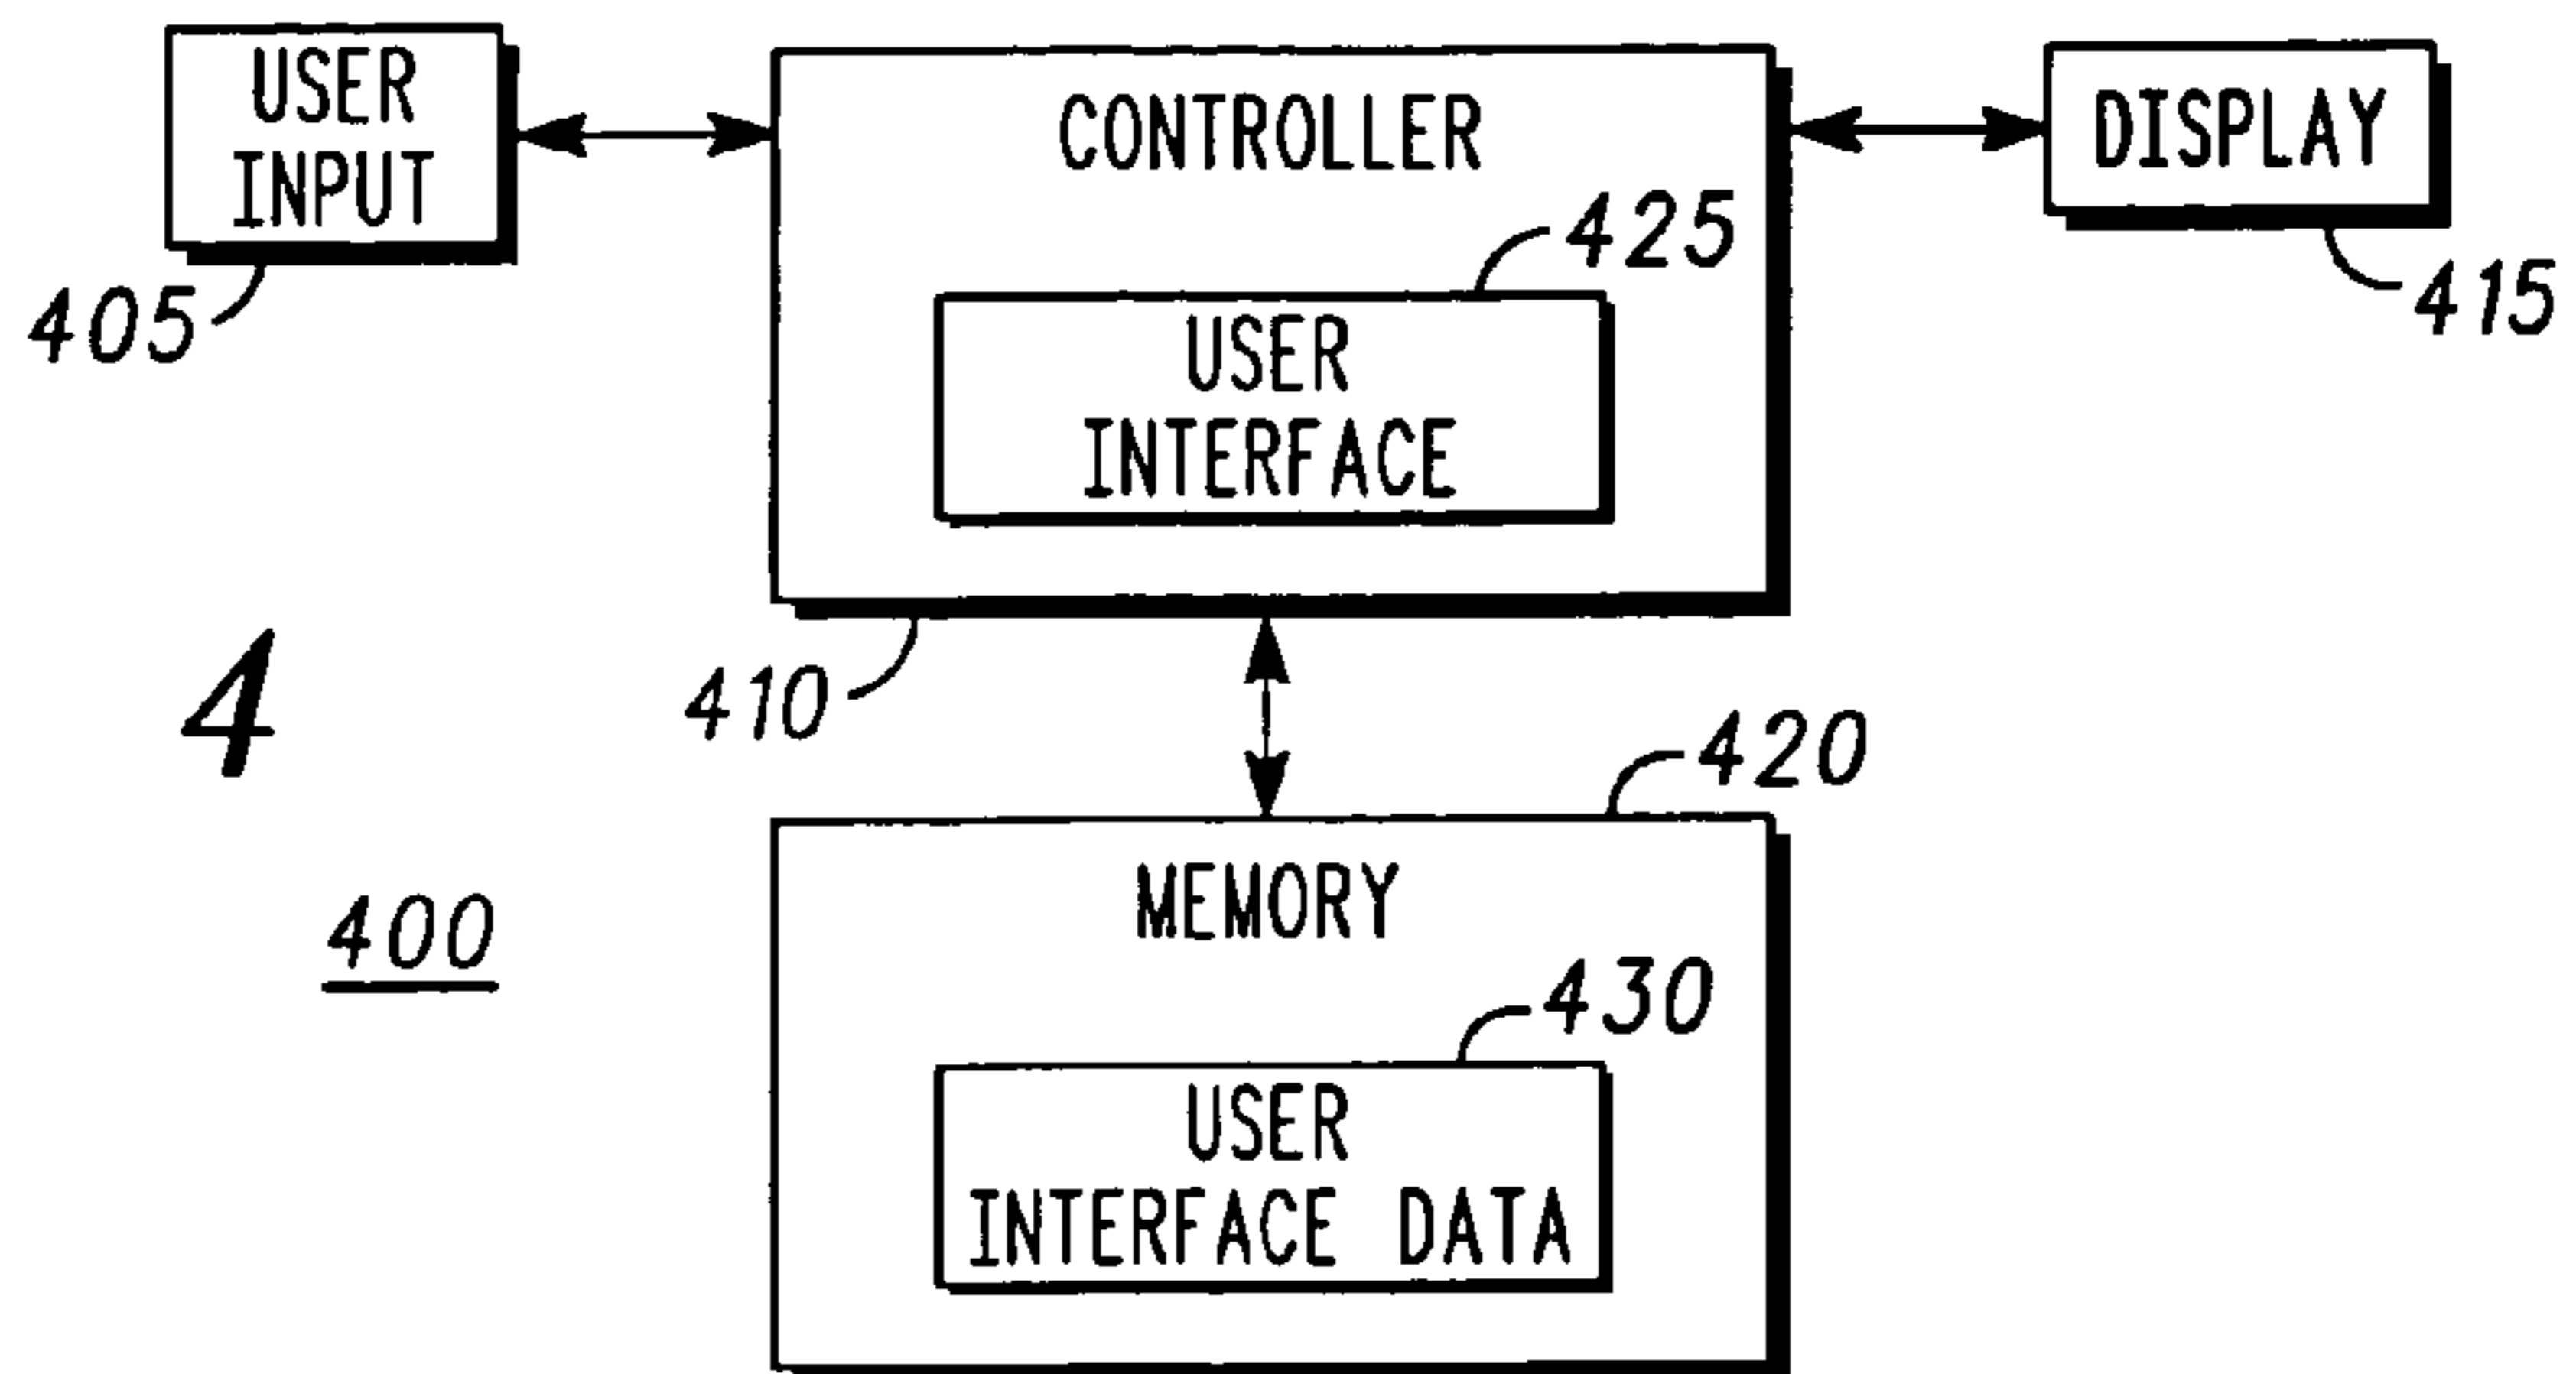 USER
INPUT
405
CONTROLLER
425
USER
INTERFACE
DISPLAY
415
410
4
400
420
MEMORY
430
USER
INTERFACE DATA